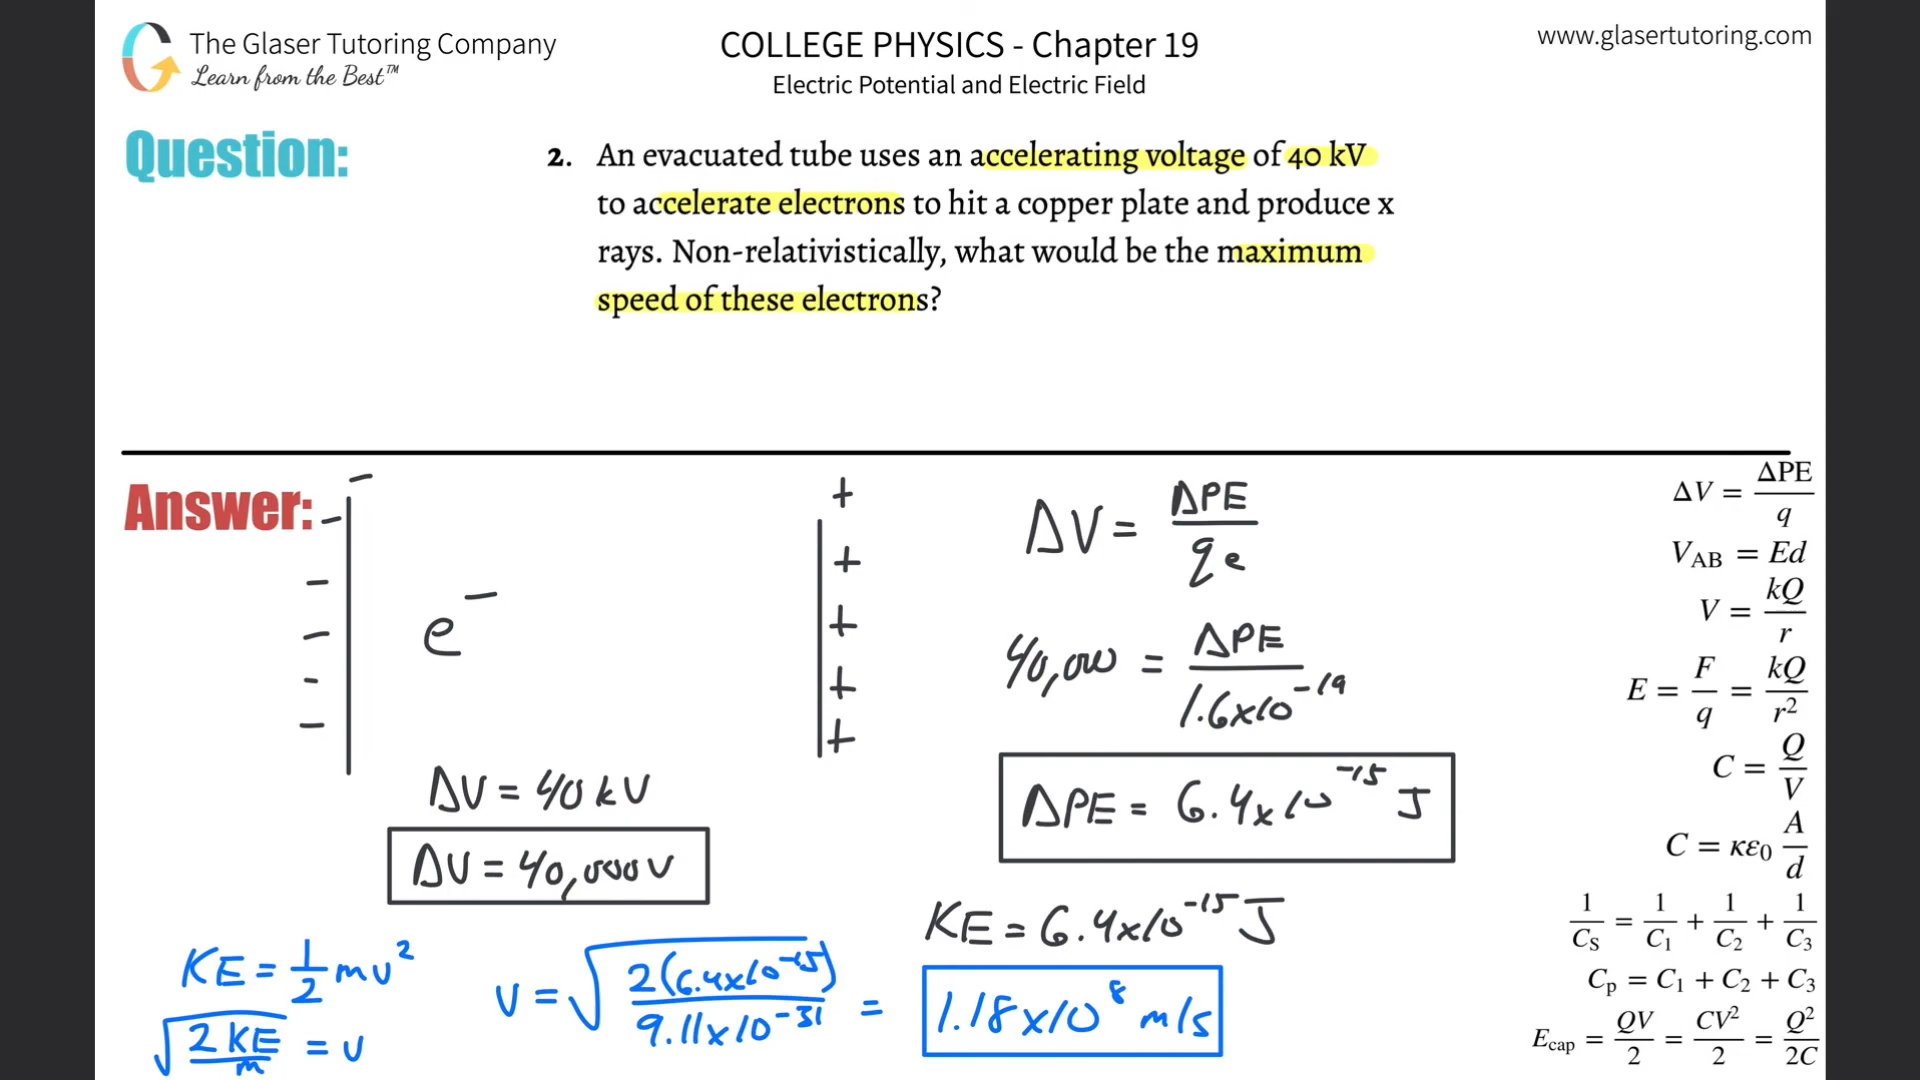 The Glaser Tutoring Company
Learn from the Best™
COLLEGE PHYSICS - Chapter 19
Electric Potential and Electric Field
www.glasertutoring.com
Question:
2. An evacuated tube uses an accelerating voltage of 40 kV
to accelerate electrons to hit a copper plate and produce x
rays. Non-relativistically, what would be the maximum
speed of these electrons?
Answer:
− − − − − −
e⁻
+ + + + + +
ΔV = 40 kV
ΔV = 40,000 V
KE = 1/2 mv²
√(2 KE/m) = v
v = √(2(6.4x10⁻¹⁵)/9.11x10⁻³¹) = 1.18x10⁸ m/s
ΔV = ΔPE/qe
40,000 = ΔPE/1.6x10⁻¹⁹
ΔPE = 6.4x10⁻¹⁵ J
KE = 6.4x10⁻¹⁵ J
ΔV = ΔPE/q
V_AB = Ed
V = kQ/r
E = F/q = kQ/r²
C = Q/V
C = κε₀ A/d
1/C_S = 1/C₁ + 1/C₂ + 1/C₃
C_p = C₁ + C₂ + C₃
E_cap = QV/2 = CV²/2 = Q²/2C